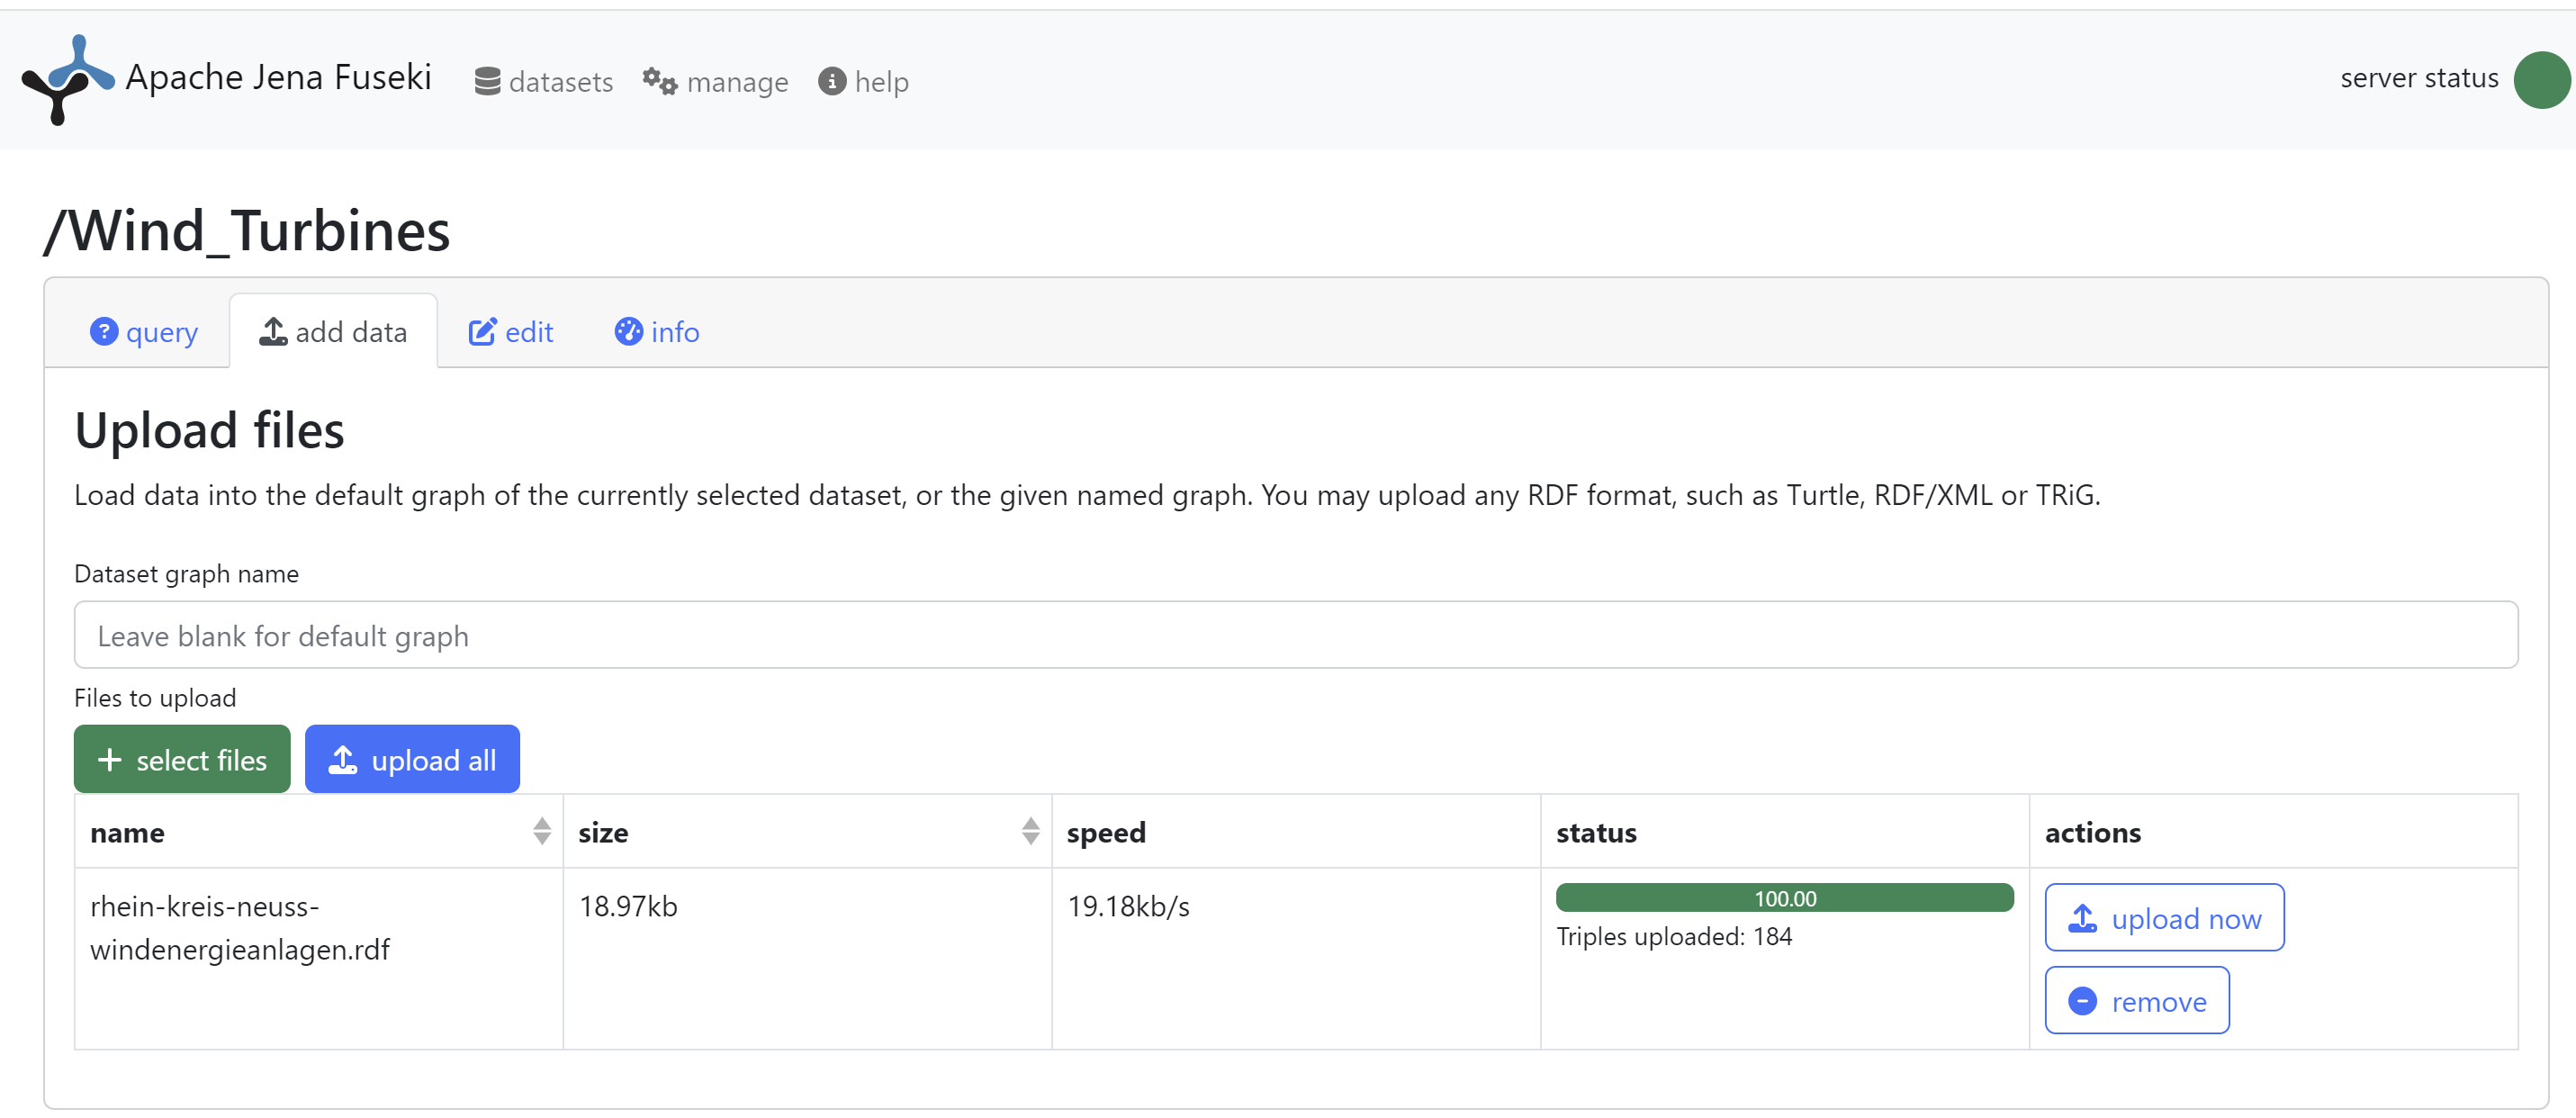 Apache Jena Fuseki datasets manage help server status
/Wind_Turbines
query add data edit info
Upload files
Load data into the default graph of the currently selected dataset, or the given named graph. You may upload any RDF format, such as Turtle, RDF/XML or TRiG.
Dataset graph name
Leave blank for default graph
Files to upload
select files upload all
name size speed status actions
rhein-kreis-neuss-
windenergieanlagen.rdf
18.97kb
19.18kb/s
100.00
Triples uploaded: 184
upload now
remove